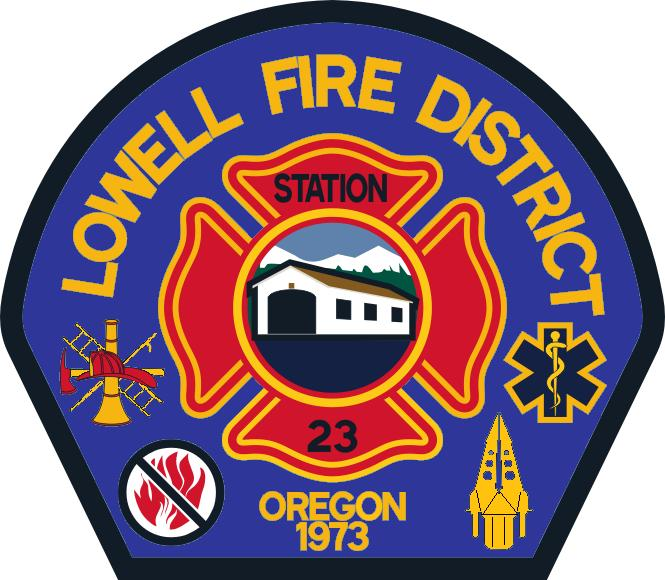 LOWELL FIRE DISTRICT
STATION
23
OREGON
1973